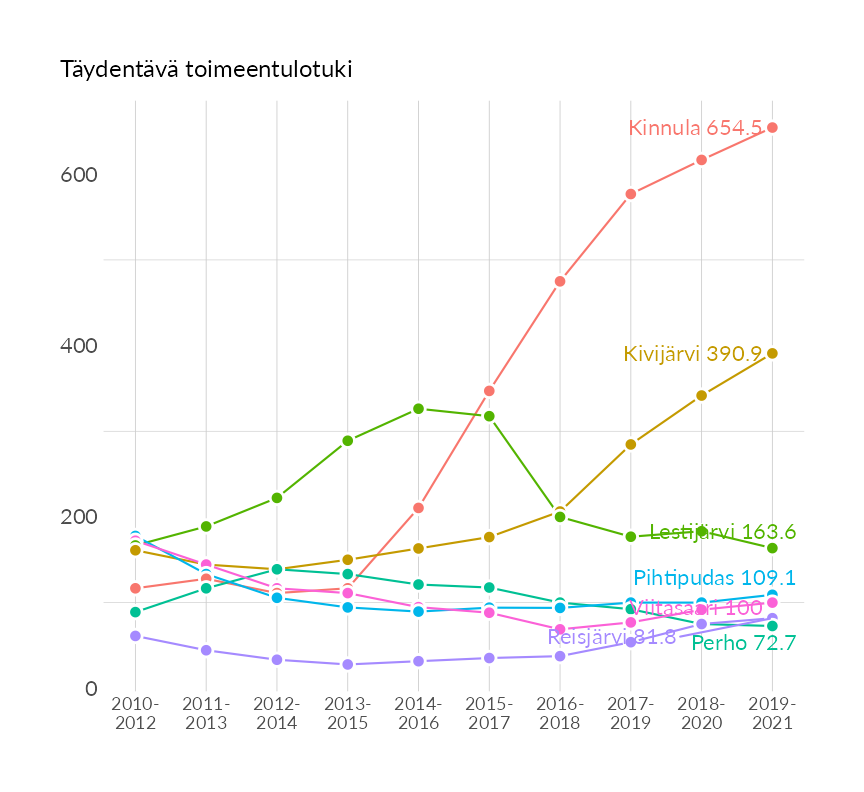 Täydentävä toimeentulotuki
Kinnula 654.5
600
Kivijärvi 390.9
400
200
Lestijärvi 163.6
Pihtipudas 109.1
Viitasaari 100
Reisjärvi 81.8
Perho 72.7
0
2010-2012
2011-2013
2012-2014
2013-2015
2014-2016
2015-2017
2016-2018
2017-2019
2018-2020
2019-2021